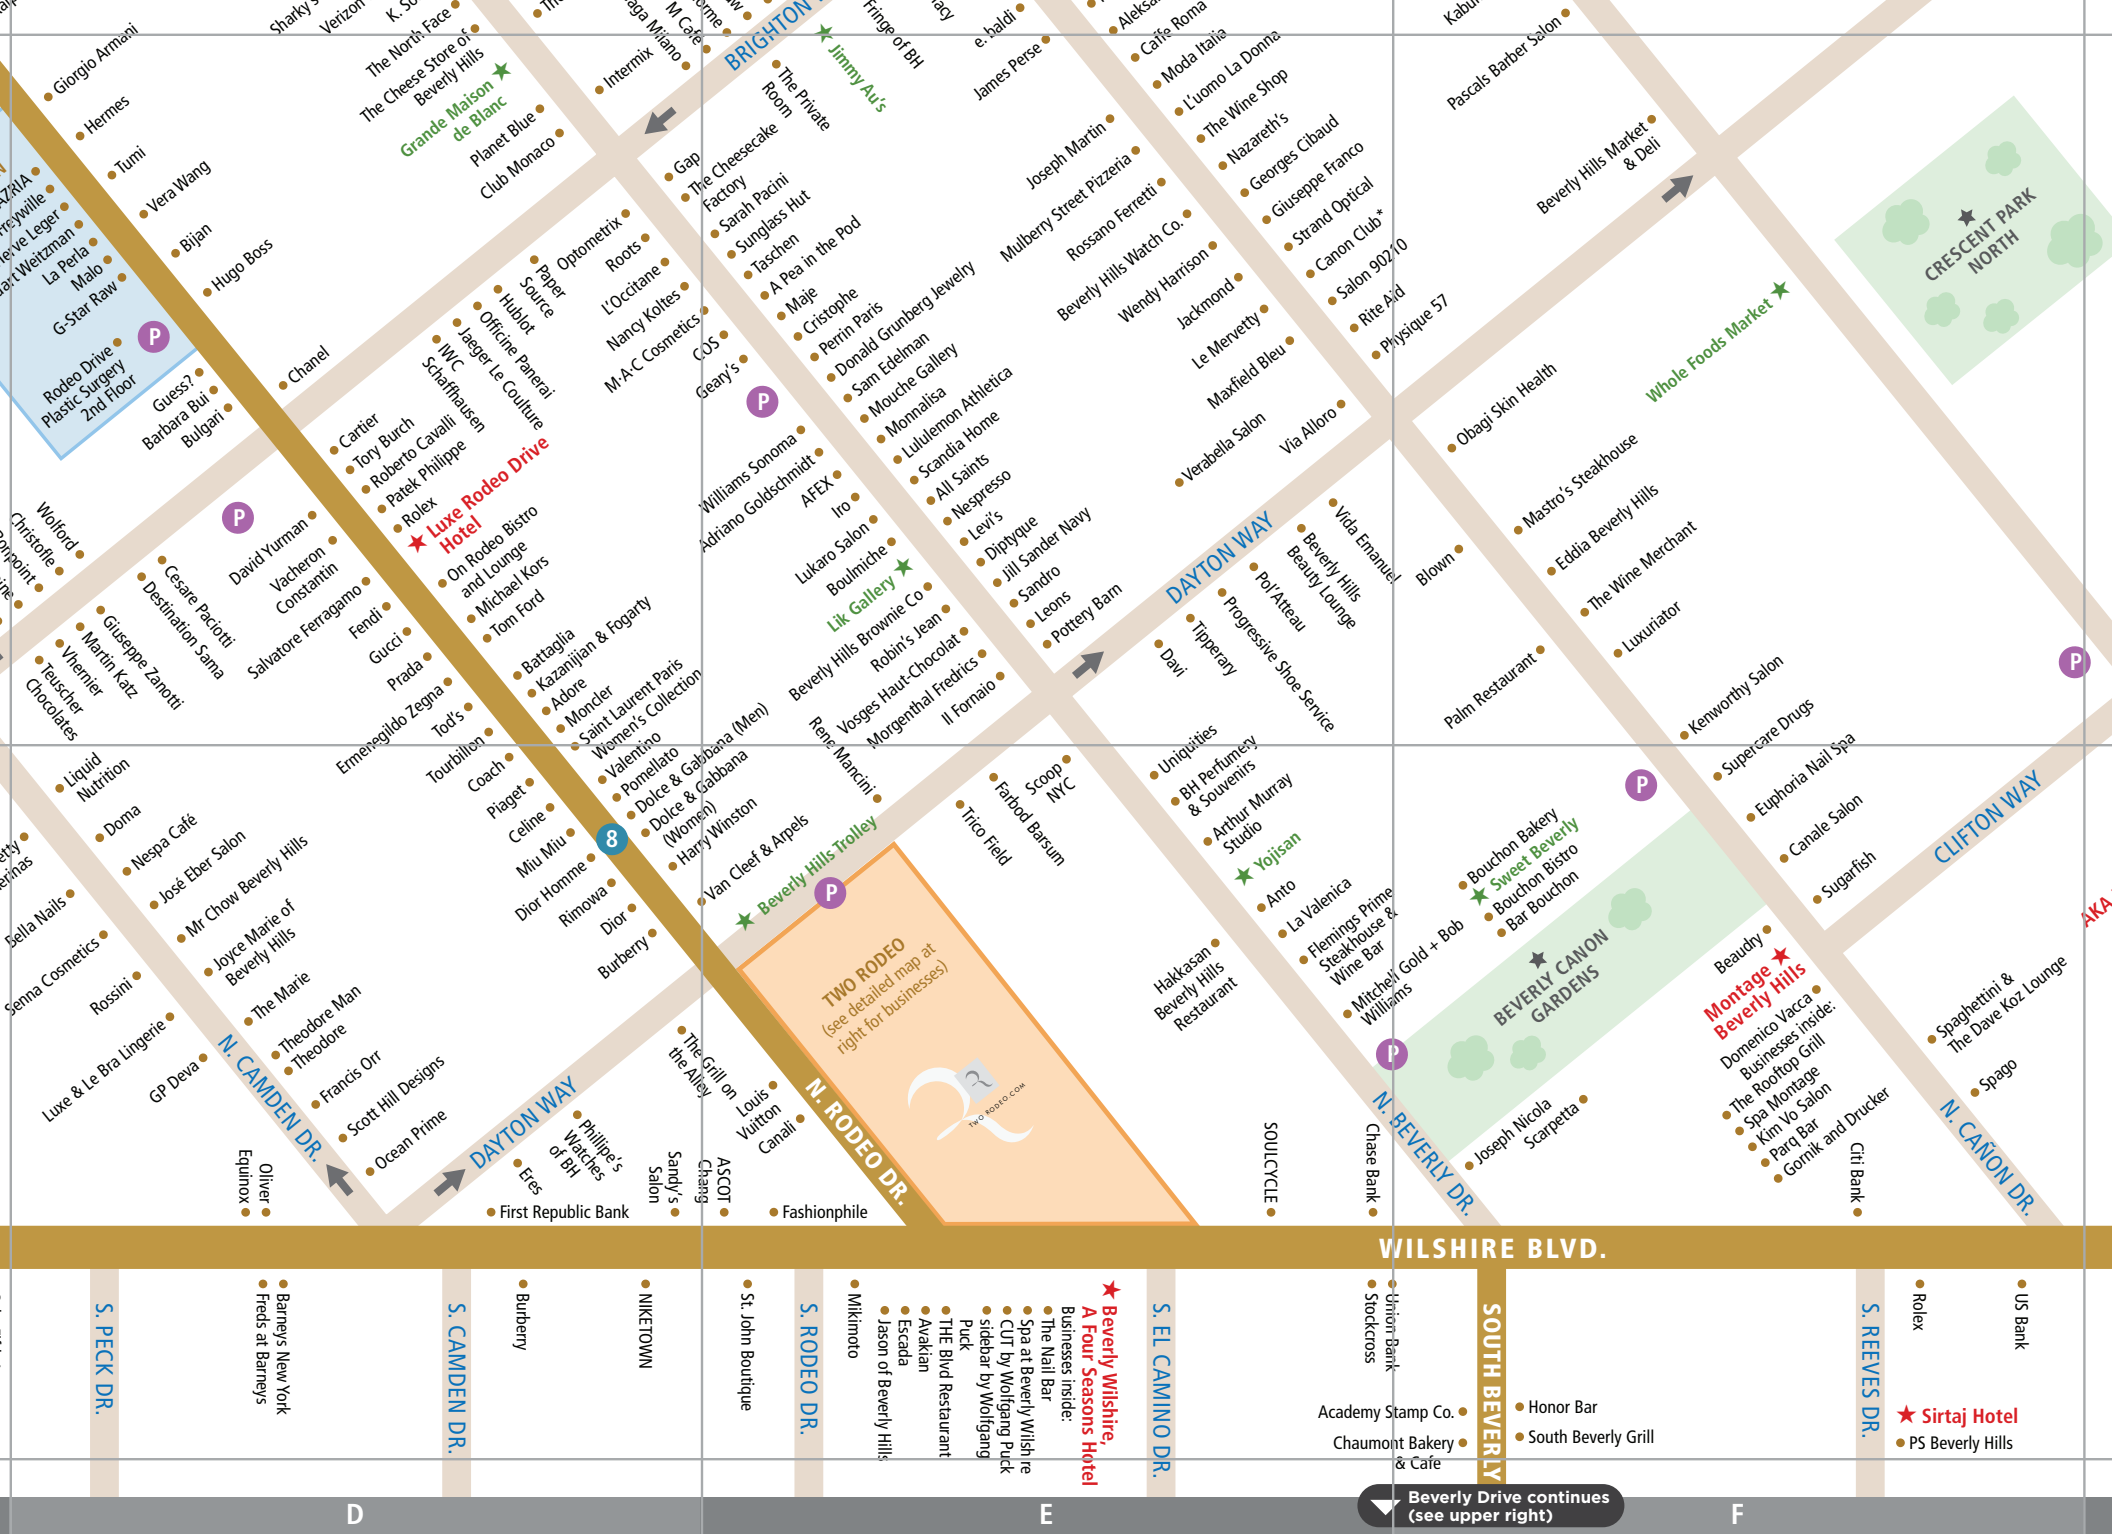 Giorgio Armani
Hermes
Tumi
Vera Wang
Bijan
Hugo Boss
Chanel
Sharky's
Verizon
The North Face
The Cheese Store of
Beverly Hills
Grande Maison
de Blanc
Planet Blue
Club Monaco
Intermix
M Cafe
BRIGHTON
Jimmy Au's
The Private
Room
Fringe of BH
e. baldi
James Perse
Caffe Roma
Moda Italia
L'uomo La Donna
The Wine Shop
Nazareth's
Georges Cibaud
Giuseppe Franco
Strand Optical
Canon Club*
Salon 90210
Rite Aid
Physique 57
Pascals Barber Salon
Beverly Hills Market
& Deli
CRESCENT PARK
NORTH
Whole Foods Market
AZRIA
La Perla
Malo
G-Star Raw
Rodeo Drive
Plastic Surgery
2nd Floor
P
Guess?
Barbara Bui
Bulgari
Gap
The Cheesecake
Factory
Sarah Pacini
Sunglass Hut
Taschen
A Pea in the Pod
Maje
Cristophe
Perrin Paris
Donald Grunberg Jewelry
Sam Edelman
Mouche Gallery
Monnalisa
Lululemon Athletica
Scandia Home
All Saints
Nespresso
Levi's
Diptyque
Jill Sander Navy
Sandro
Leons
Pottery Barn
Joseph Martin
Mulberry Street Pizzeria
Rossano Ferretti
Beverly Hills Watch Co.
Wendy Harrison
Jackmond
Le Mervetty
Maxfield Bleu
Via Alloro
Verabella Salon
Optometrix
Roots
L'Occitane
Nancy Koltes
M·A·C Cosmetics
COS
Geary's
P
Paper
Source
Hublot
Officine Panerai
Jaeger Le Coulture
IWC
Schaffhausen
Cartier
Tory Burch
Roberto Cavalli
Patek Philippe
Rolex
Luxe Rodeo Drive
Hotel
On Rodeo Bistro
and Lounge
Michael Kors
Tom Ford
Battaglia
Kazanjian & Fogarty
Adore
Moncler
Saint Laurent Paris
Women's Collection
Valentino
Pomellato
Dolce & Gabbana (Men)
Dolce & Gabbana
(Women)
Harry Winston
Van Cleef & Arpels
Williams Sonoma
Adriano Goldschmidt
AFEX
Iro
Lukaro Salon
Boulmiche
Lik Gallery
Beverly Hills Brownie Co
Robin's Jean
Vosges Haut-Chocolat
Morgenthal Fredrics
Il Fornaio
Rene Mancini
P
Wolford
Christofle
David Yurman
Vacheron
Constantin
Salvatore Ferragamo
Fendi
Gucci
Prada
Ermenegildo Zegna
Tod's
Tourbillon
Coach
Piaget
Celine
Miu Miu
Dior Homme
Rimowa
Dior
Burberry
8
Cesare Paciotti
Destination Sama
Giuseppe Zanotti
Martin Katz
Vhernier
Teuscher
Chocolates
DAYTON WAY
Vida Emanuel
Beverly Hills
Beauty Lounge
Pol'Atteau
Progressive Shoe Service
Tipperary
Davi
Obagi Skin Health
Mastro's Steakhouse
Eddia Beverly Hills
The Wine Merchant
Luxuriator
Kenworthy Salon
Supercare Drugs
Euphoria Nail Spa
Canale Salon
Sugarfish
Blown
Palm Restaurant
P
P
CLIFTON WAY
AKA
Liquid
Nutrition
Doma
Nespa Café
José Eber Salon
Mr Chow Beverly Hills
Joyce Marie of
Beverly Hills
The Marie
Theodore Man
Theodore
Francis Orr
Scott Hill Designs
Ocean Prime
Bella Nails
Senna Cosmetics
Rossini
Luxe & Le Bra Lingerie
GP Deva
N. CAMDEN DR.
DAYTON WAY
Beverly Hills Trolley
P
Trico Field
Farbod Barsum
Scoop
NYC
TWO RODEO
(see detailed map at
right for businesses)
TWO RODEO.COM
N. RODEO DR.
The Grill on
the Alley
Louis
Vuitton
Canali
Phillipe's
Watches
of BH
Eres
Uniquities
BH Perfumery
& Souvenirs
Arthur Murray
Studio
Yojisan
Anto
La Valenica
Flemings Prime
Steakhouse &
Wine Bar
Mitchell Gold + Bob
Williams
Hakkasan
Beverly Hills
Restaurant
Bouchon Bakery
Sweet Beverly
Bouchon Bistro
Bar Bouchon
BEVERLY CANON
GARDENS
P
N. BEVERLY DR.
Joseph Nicola
Scarpetta
Beaudry
Montage
Beverly Hills
Domenico Vacca
Businesses inside:
The Rooftop Grill
Spa Montage
Kim Vo Salon
Parq Bar
Gornik and Drucker
Spaghettini &
The Dave Koz Lounge
Spago
N. CAÑON DR.
Equinox
Oliver
First Republic Bank
Sandy's
Salon
ASCOT
Chang
Fashionphile
SOULCYCLE
Chase Bank
Citi Bank
WILSHIRE BLVD.
S. PECK DR.
Freds at Barneys
Barneys New York
S. CAMDEN DR.
Burberry
NIKETOWN
St. John Boutique
S. RODEO DR.
Mikimoto
Jason of Beverly Hills
Escada
Avakian
THE Blvd Restaurant
sidebar by Wolfgang
Puck
CUT by Wolfgang Puck
Spa at Beverly Wilshire
The Nail Bar
Businesses inside:
Beverly Wilshire,
A Four Seasons Hotel
S. EL CAMINO DR.
Stockcross
Union Bank
SOUTH BEVERLY
Academy Stamp Co.
Chaumont Bakery
& Cafe
Honor Bar
South Beverly Grill
S. REEVES DR.
Rolex
US Bank
Sirtaj Hotel
PS Beverly Hills
Beverly Drive continues
(see upper right)
D
E
F